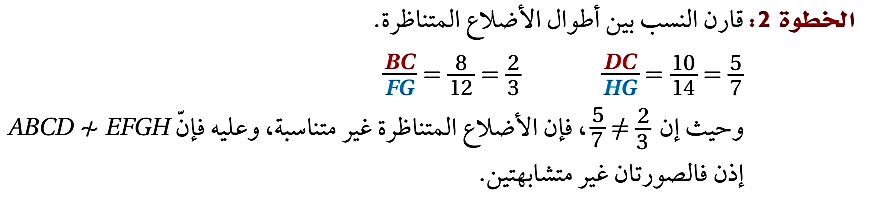 الخطوة 2: قارن النسب بين أطوال الأضلاع المتناظرة.
DC/HG = 10/14 = 5/7 BC/FG = 8/12 = 2/3
وحيث إن 2/3 ≠ 5/7، فإن الأضلاع المتناظرة غير متناسبة، وعليه فإنّ ABCD ≁ EFGH
إذن فالصورتان غير متشابهتين.